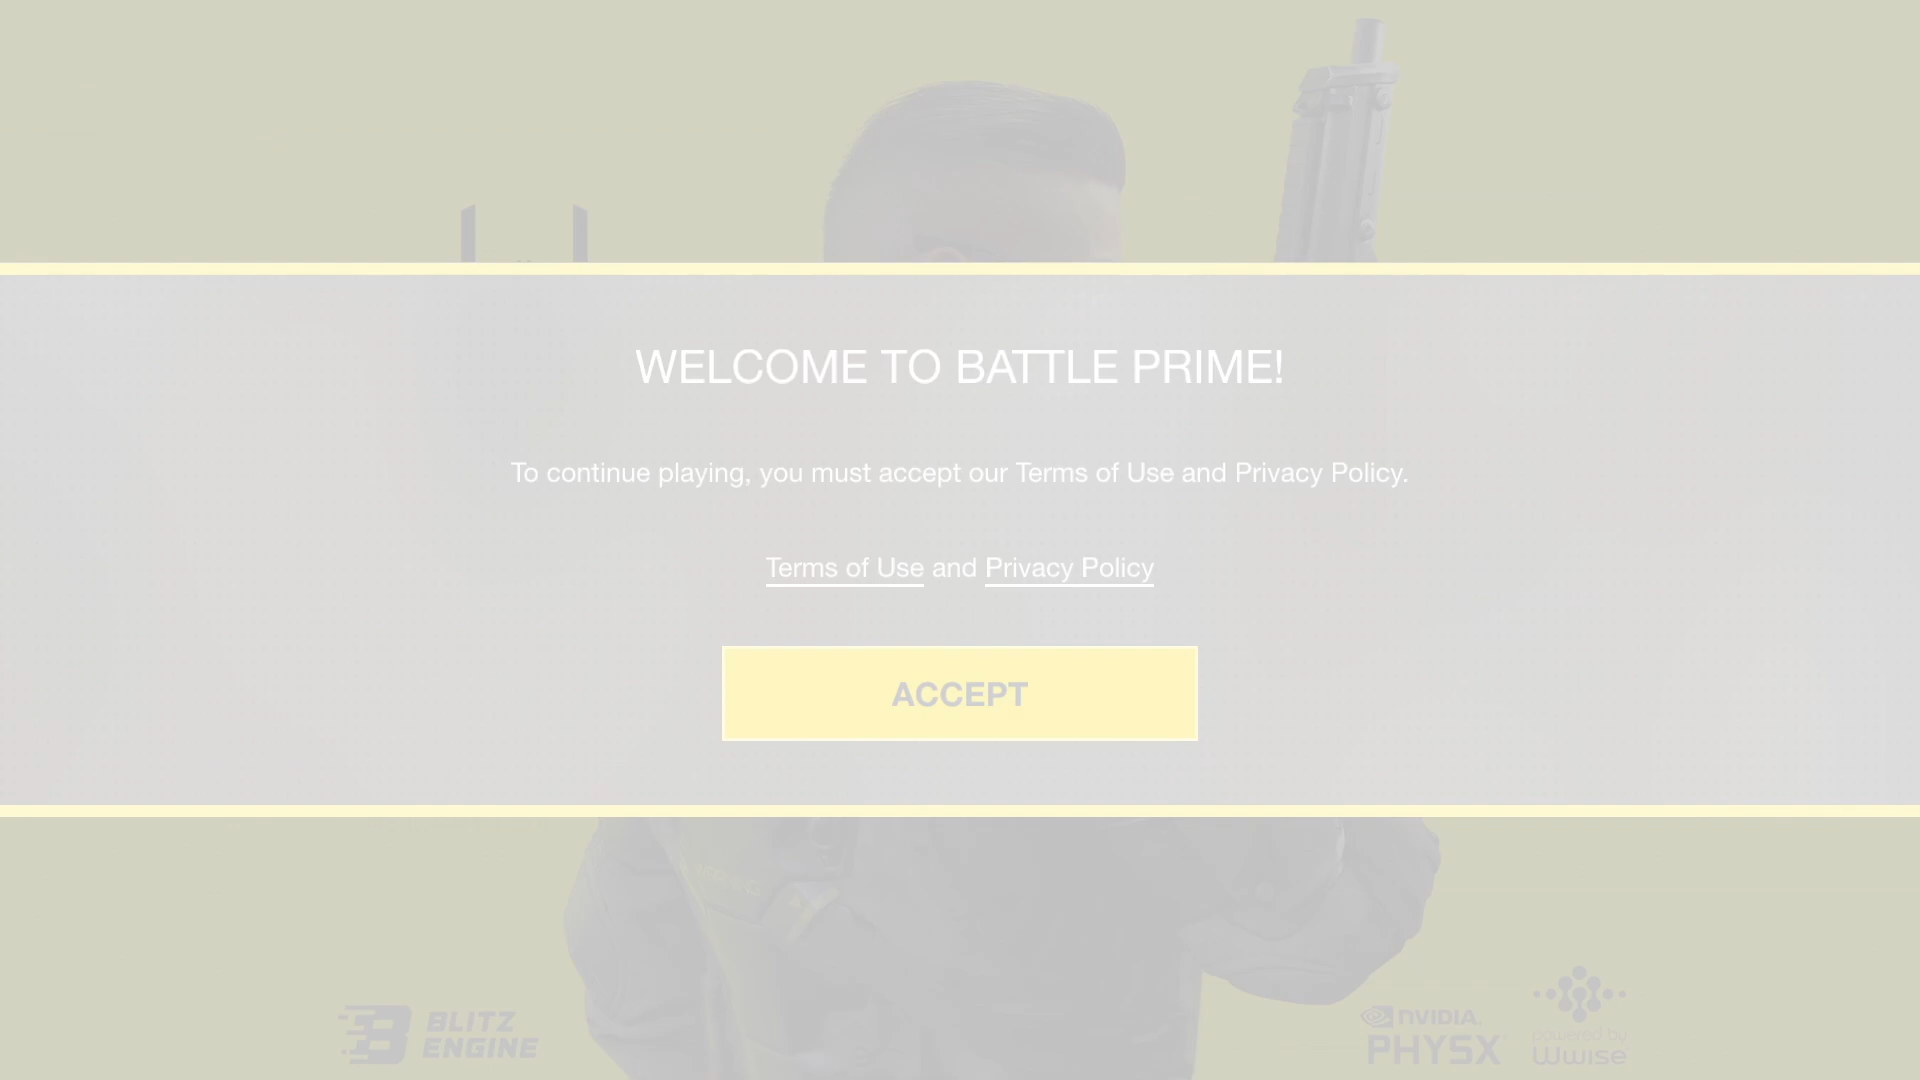 WELCOME TO BATTLE PRIME!
To continue playing, you must accept our Terms of Use and Privacy Policy.
Terms of Use and Privacy Policy
ACCEPT
BLITZ
ENGINE
NVIDIA.
PHYSX
powered by
Wwise